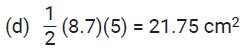 (d) 1/2 (8.7)(5) = 21.75 cm²